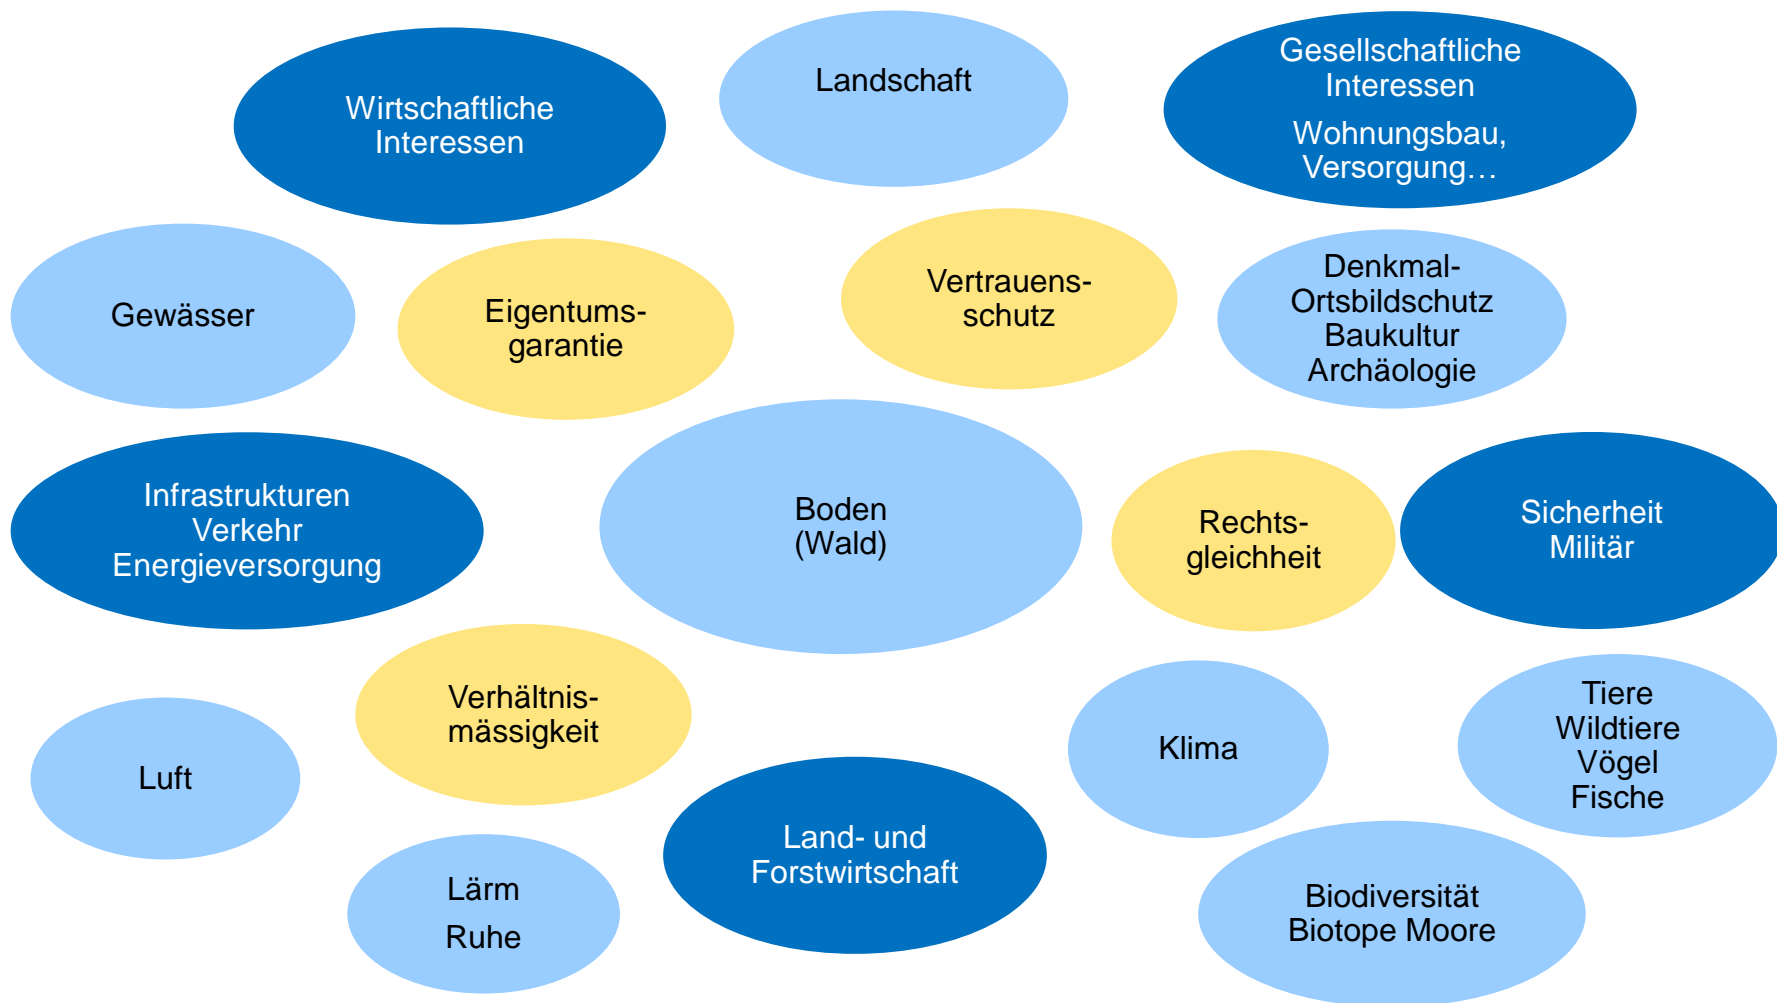 Wirtschaftliche
Interessen
Landschaft
Gesellschaftliche
Interessen
Wohnungsbau,
Versorgung…
Gewässer
Eigentums-
garantie
Vertrauens-
schutz
Denkmal-
Ortsbildschutz
Baukultur
Archäologie
Infrastrukturen
Verkehr
Energieversorgung
Boden
(Wald)
Rechts-
gleichheit
Sicherheit
Militär
Luft
Verhältnis-
mässigkeit
Klima
Tiere
Wildtiere
Vögel
Fische
Lärm
Ruhe
Land- und
Forstwirtschaft
Biodiversität
Biotope Moore